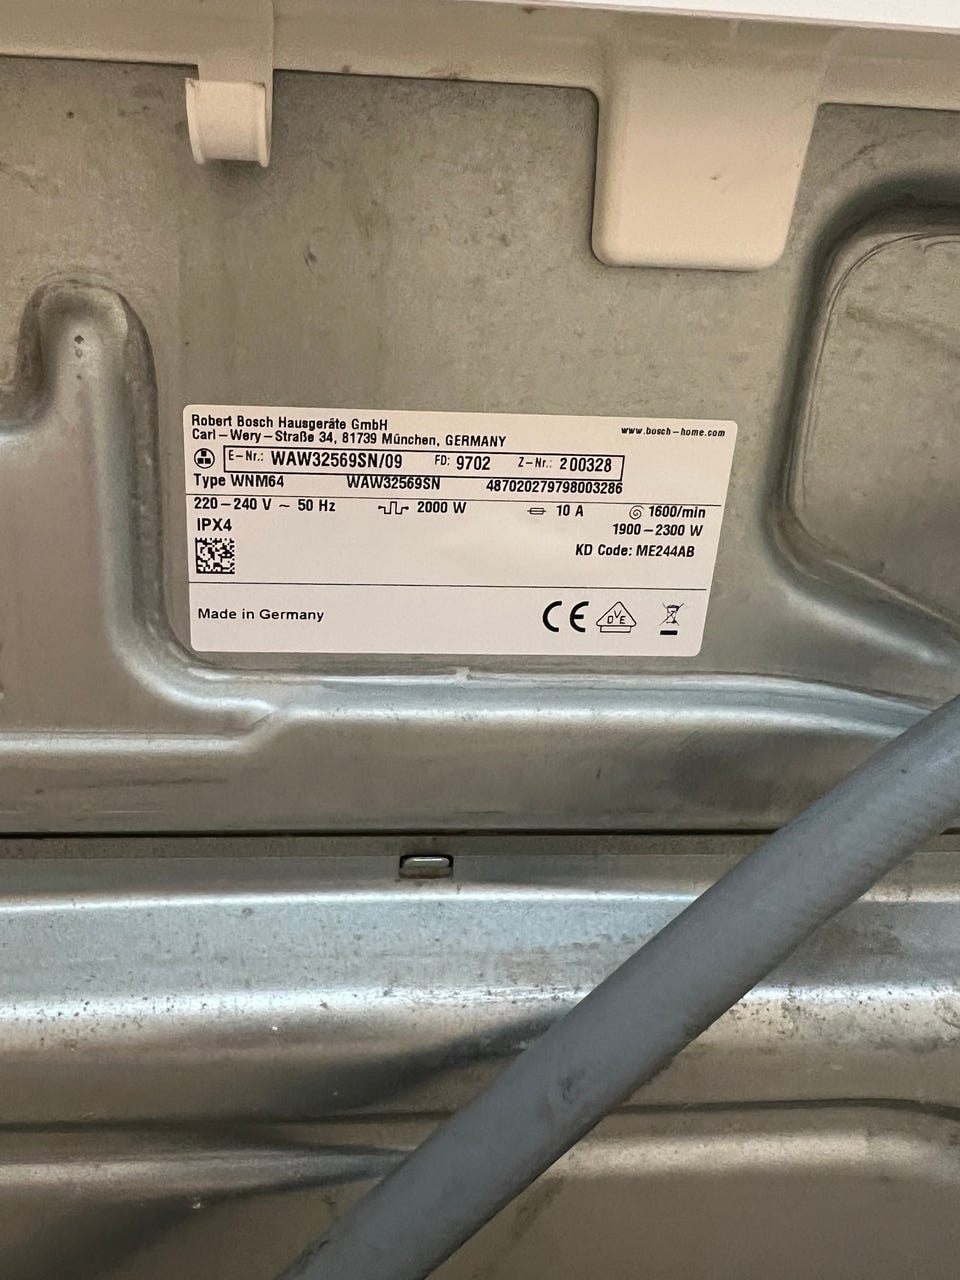 Robert Bosch Hausgeräte GmbH
Carl-Wery-Straße 34, 81739 München, GERMANY
www.bosch-home.com
E-Nr.: WAW32569SN/09 FD: 9702 Z-Nr.: 200328
Type WNM64 WAW32569SN 487020279798003286
220-240 V ~ 50 Hz 2000 W 10 A 1600/min
IPX4 1900-2300 W
KD Code: ME244AB
Made in Germany CE DVE